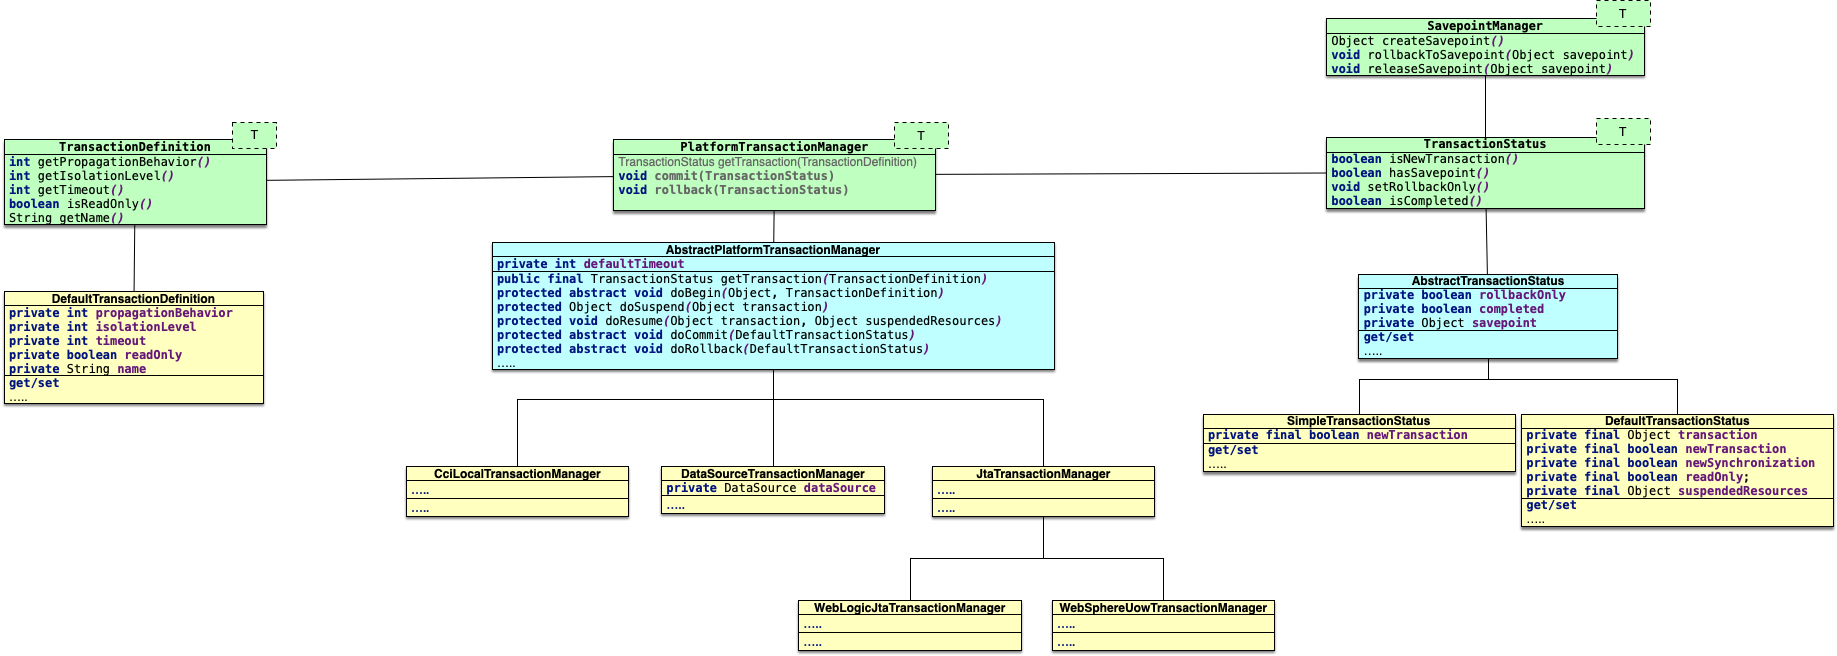 T
SavepointManager
Object createSavepoint()
void rollbackToSavepoint(Object savepoint)
void releaseSavepoint(Object savepoint)
T
TransactionDefinition
int getPropagationBehavior()
int getIsolationLevel()
int getTimeout()
boolean isReadOnly()
String getName()
T
PlatformTransactionManager
TransactionStatus getTransaction(TransactionDefinition)
void commit(TransactionStatus)
void rollback(TransactionStatus)
T
TransactionStatus
boolean isNewTransaction()
boolean hasSavepoint()
void setRollbackOnly()
boolean isCompleted()
DefaultTransactionDefinition
private int propagationBehavior
private int isolationLevel
private int timeout
private boolean readOnly
private String name
get/set
.....
AbstractPlatformTransactionManager
private int defaultTimeout
public final TransactionStatus getTransaction(TransactionDefinition)
protected abstract void doBegin(Object, TransactionDefinition)
protected Object doSuspend(Object transaction)
protected void doResume(Object transaction, Object suspendedResources)
protected abstract void doCommit(DefaultTransactionStatus)
protected abstract void doRollback(DefaultTransactionStatus)
.....
AbstractTransactionStatus
private boolean rollbackOnly
private boolean completed
private Object savepoint
get/set
.....
CciLocalTransactionManager
.....
.....
DataSourceTransactionManager
private DataSource dataSource
.....
JtaTransactionManager
.....
.....
SimpleTransactionStatus
private final boolean newTransaction
get/set
.....
DefaultTransactionStatus
private final Object transaction
private final boolean newTransaction
private final boolean newSynchronization
private final boolean readOnly;
private final Object suspendedResources
get/set
.....
WebLogicJtaTransactionManager
.....
.....
WebSphereUowTransactionManager
.....
.....